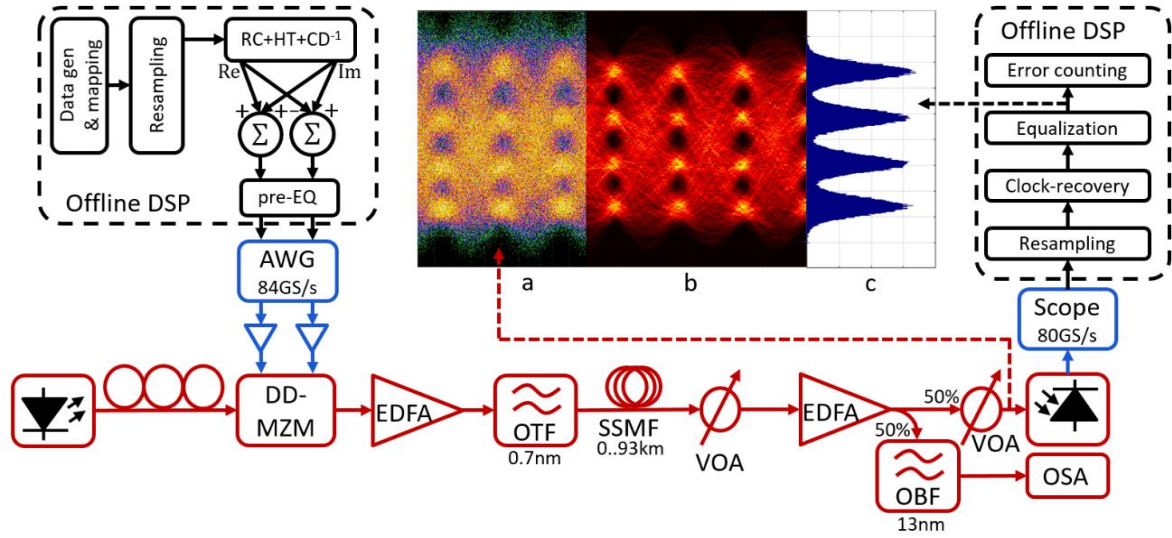 Data gen
& mapping
Resampling
RC+HT+CD-1
Re
Im
+
+
−
+
Σ
Σ
pre-EQ
Offline DSP
AWG
84GS/s
a
b
c
Offline DSP
Error counting
Equalization
Clock-recovery
Resampling
Scope
80GS/s
DD-
MZM
EDFA
OTF
0.7nm
SSMF
0..93km
VOA
EDFA
50%
50%
VOA
OBF
13nm
OSA